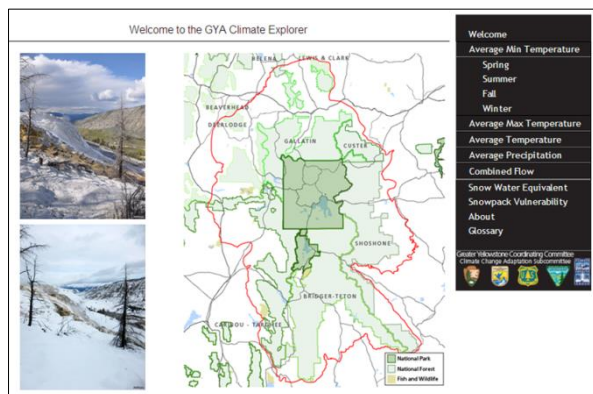 Welcome to the GYA Climate Explorer
HELENA
LEWIS & CLARK
BEAVERHEAD
DEERLODGE
GALLATIN
CUSTER
SHOSHONE
BRIDGER-TETON
CARIBOU - TARGHEE
National Park
National Forest
Fish and Wildlife
Welcome
Average Min Temperature
Spring
Summer
Fall
Winter
Average Max Temperature
Average Temperature
Average Precipitation
Combined Flow
Snow Water Equivalent
Snowpack Vulnerability
About
Glossary
Greater Yellowstone Coordinating Committee
Climate Change Adaptation Subcommittee